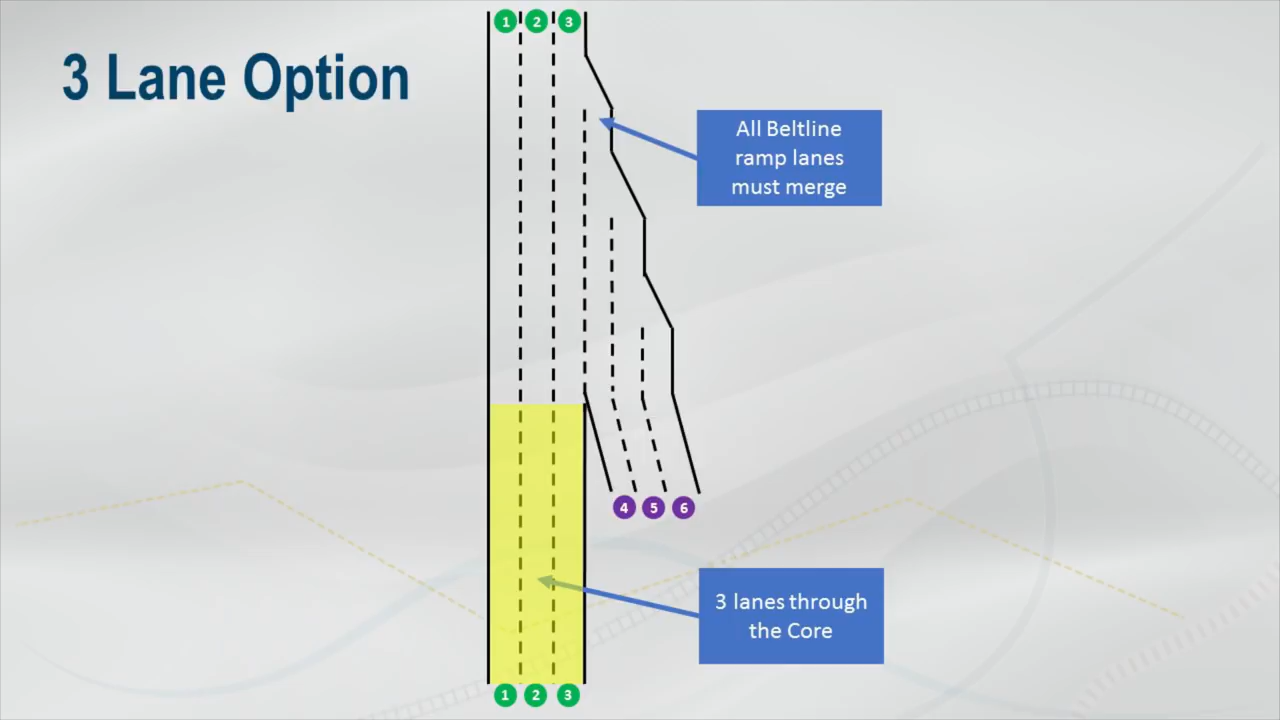 1 2 3
3 Lane Option
All Beltline
ramp lanes
must merge
4 5 6
3 lanes through
the Core
1 2 3